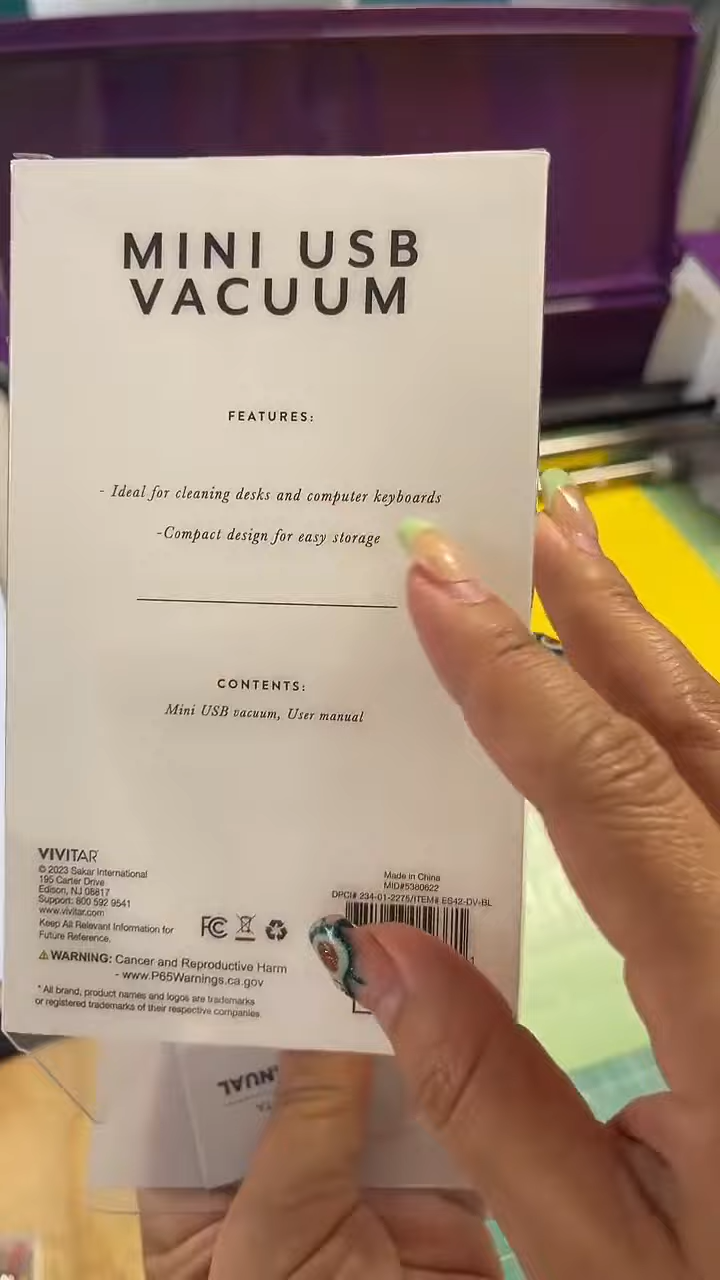 MINI USB
VACUUM
FEATURES:
- Ideal for cleaning desks and computer keyboards
-Compact design for easy storage
CONTENTS:
Mini USB vacuum, User manual
VIVITAR
© 2023 Sakar International
195 Carter Drive
Edison, NJ 08817
Support: 800 592 9541
www.vivitar.com
Keep All Relevant Information for
Future Reference.
⚠WARNING: Cancer and Reproductive Harm
- www.P65Warnings.ca.gov
* All brand, product names and logos are trademarks
or registered trademarks of their respective companies.
Made in China
MID#5380622
DPCI# 234-01-2275/ITEM# ES42-DV-BL
FC